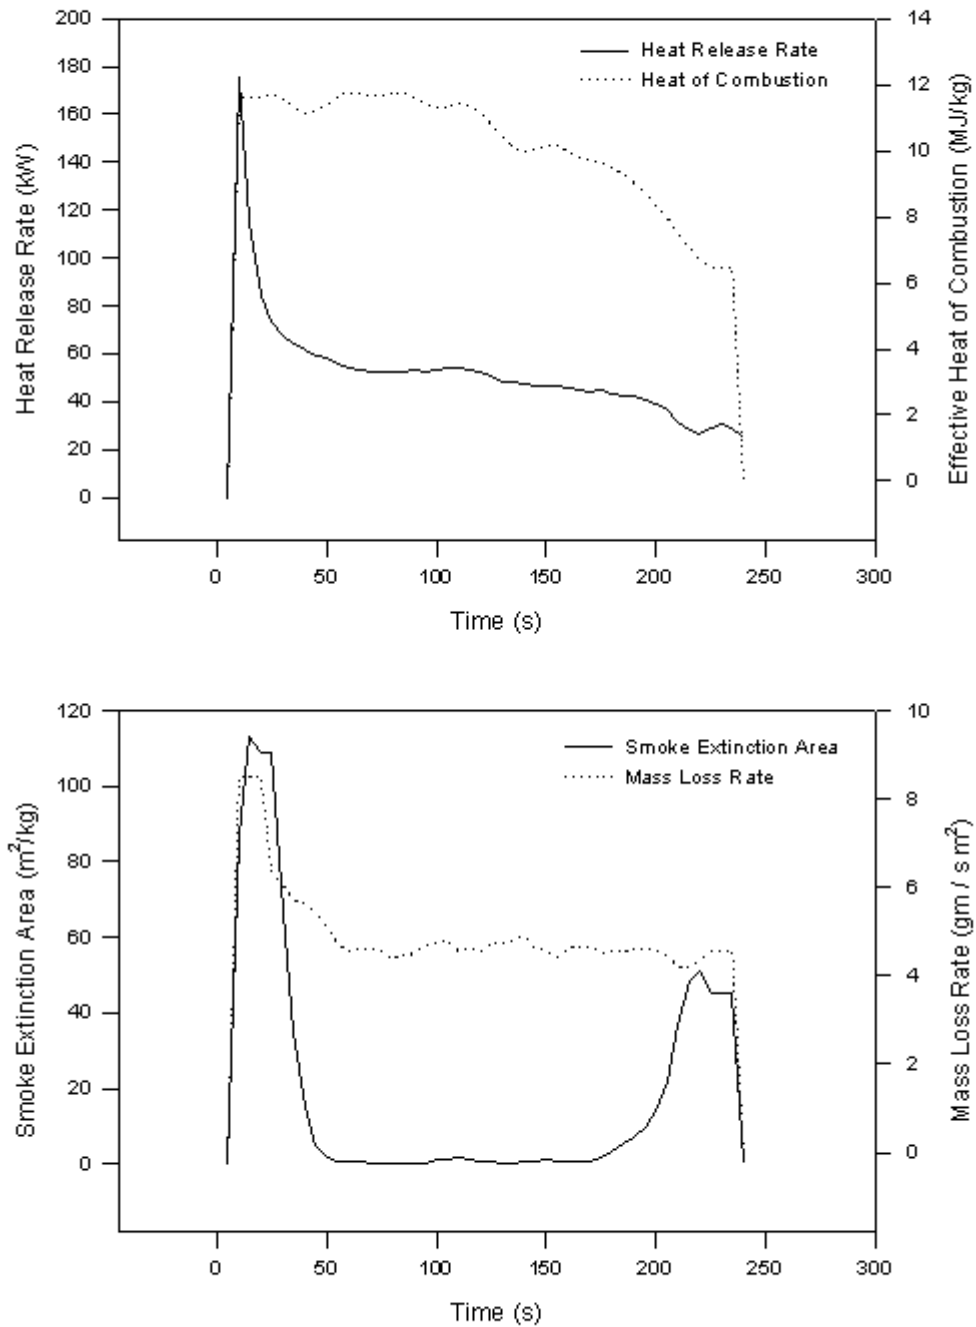 200
180
160
140
120
100
80
60
40
20
0
Heat Release Rate (kW)
14
12
10
8
6
4
2
0
Effective Heat of Combustion (MJ/kg)
Heat Release Rate
Heat of Combustion
0 50 100 150 200 250 300
Time (s)
120
100
80
60
40
20
0
Smoke Extinction Area (m²/kg)
10
8
6
4
2
0
Mass Loss Rate (gm / s m²)
Smoke Extinction Area
Mass Loss Rate
0 50 100 150 200 250 300
Time (s)